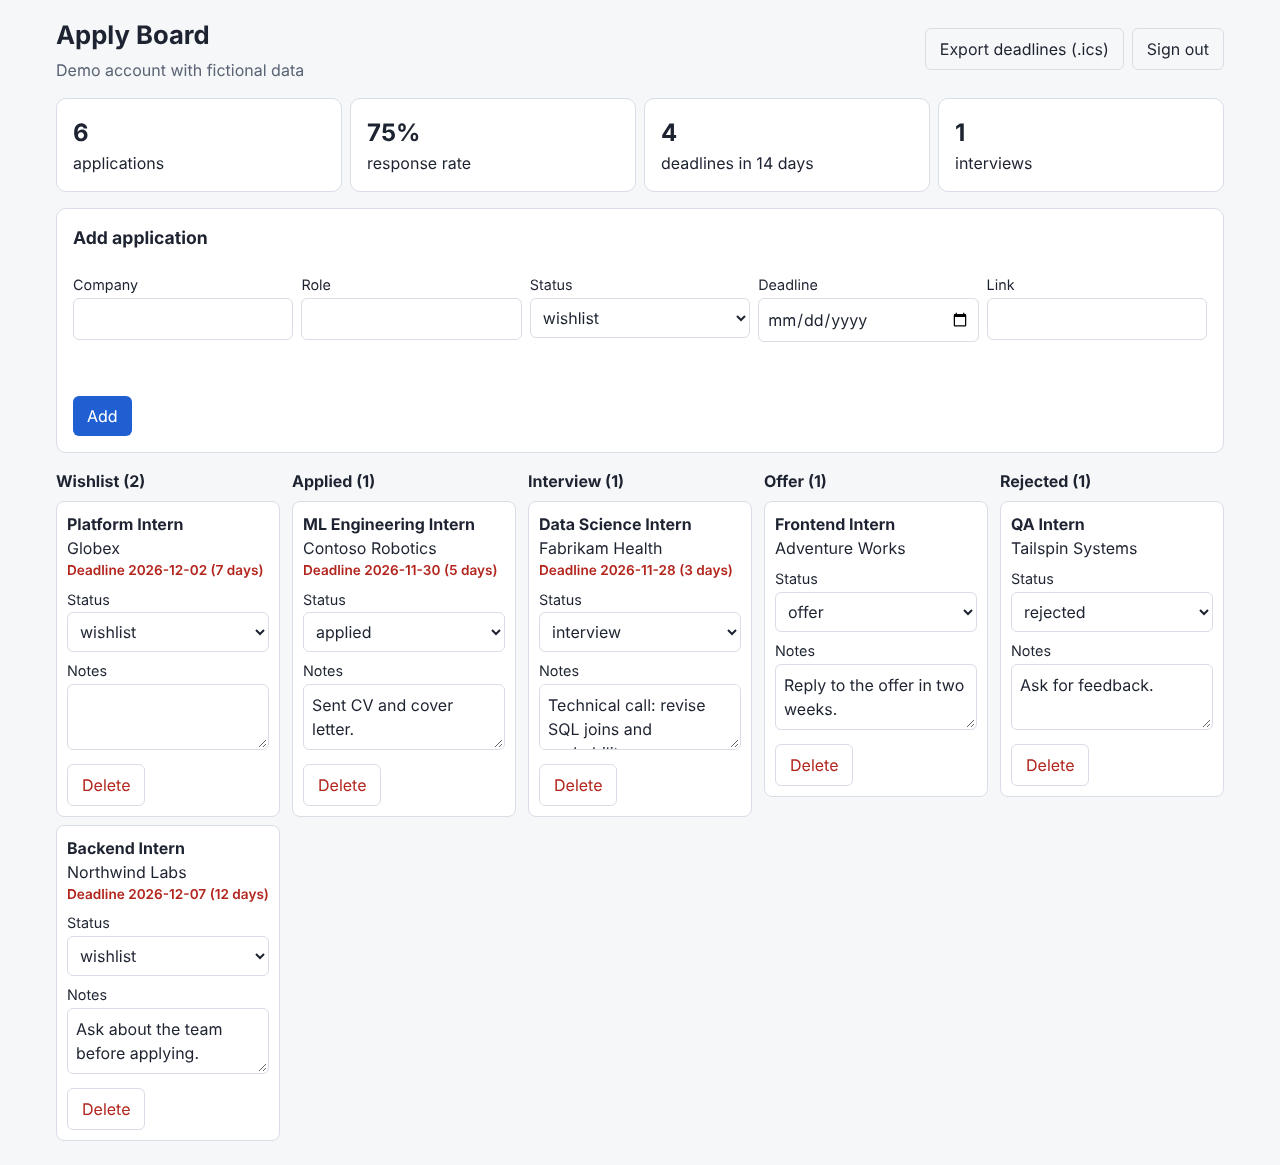 Apply Board
Demo account with fictional data
Export deadlines (.ics)
Sign out
6
applications
75%
response rate
4
deadlines in 14 days
1
interviews
Add application
Company
Role
Status
Deadline
Link
wishlist
mm/dd/yyyy
Add
Wishlist (2)
Platform Intern
Globex
Deadline 2026-12-02 (7 days)
Status
wishlist
Notes
Delete
Backend Intern
Northwind Labs
Deadline 2026-12-07 (12 days)
Status
wishlist
Notes
Ask about the team
before applying.
Delete
Applied (1)
ML Engineering Intern
Contoso Robotics
Deadline 2026-11-30 (5 days)
Status
applied
Notes
Sent CV and cover
letter.
Delete
Interview (1)
Data Science Intern
Fabrikam Health
Deadline 2026-11-28 (3 days)
Status
interview
Notes
Technical call: revise
SQL joins and
Delete
Offer (1)
Frontend Intern
Adventure Works
Status
offer
Notes
Reply to the offer in two
weeks.
Delete
Rejected (1)
QA Intern
Tailspin Systems
Status
rejected
Notes
Ask for feedback.
Delete